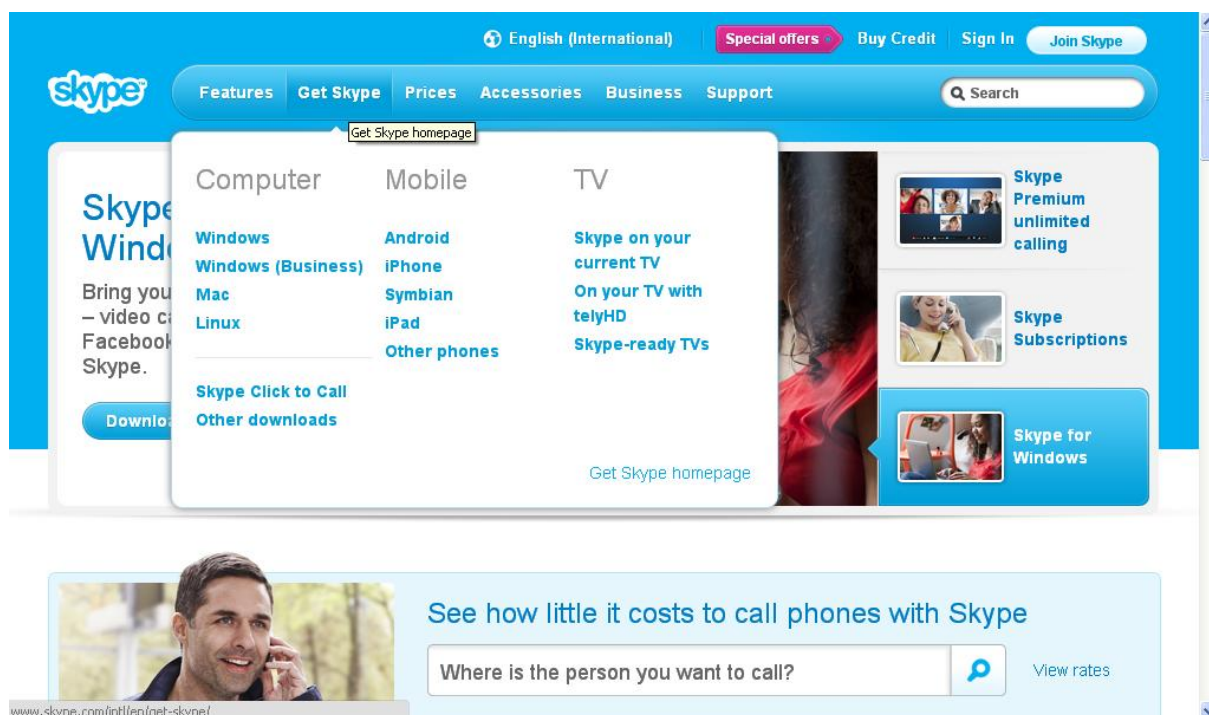 English (International)
Special offers
Buy Credit
Sign In
Join Skype
skype
Features
Get Skype
Prices
Accessories
Business
Support
Search
Get Skype homepage
Skype
Windo
Bring you
– video ca
Facebook
Skype.
Downlo
Computer
Windows
Windows (Business)
Mac
Linux
Skype Click to Call
Other downloads
Mobile
Android
iPhone
Symbian
iPad
Other phones
TV
Skype on your
current TV
On your TV with
telyHD
Skype-ready TVs
Get Skype homepage
Skype
Premium
unlimited
calling
Skype
Subscriptions
Skype for
Windows
See how little it costs to call phones with Skype
Where is the person you want to call?
View rates
www.skype.com/intl/en/get-skype/